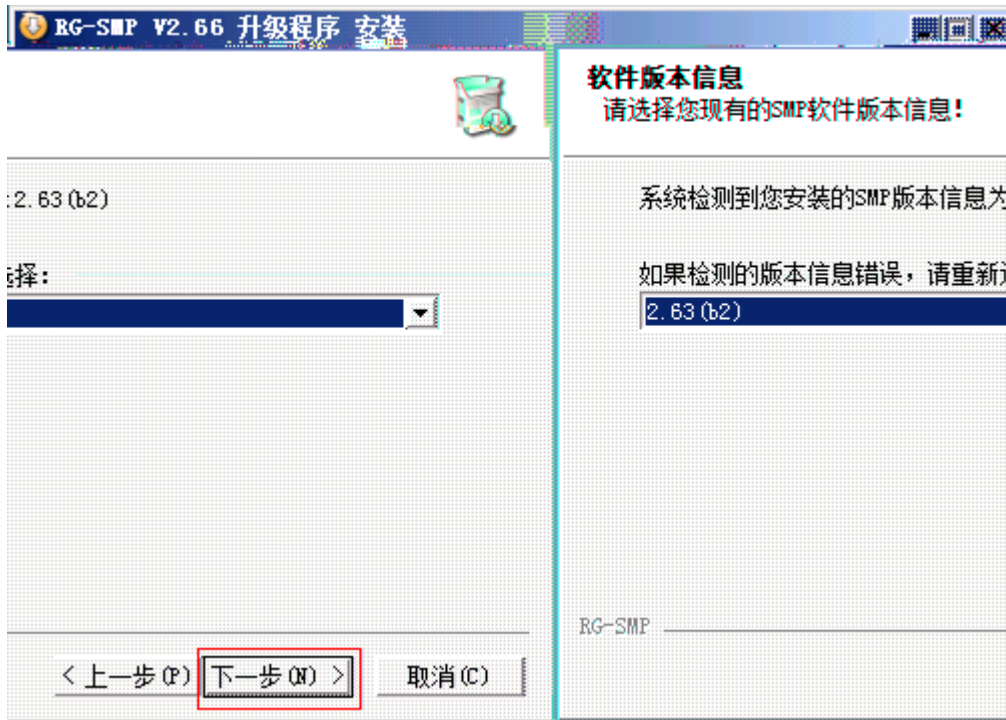 RG-SMP V2.66 升级程序 安装
软件版本信息
请选择您现有的SMP软件版本信息!
系统检测到您安装的SMP版本信息为
:2.63(b2)
如果检测的版本信息错误，请重新
择：
2.63(b2)
RG-SMP
< 上一步(P)
下一步(N) >
取消(C)